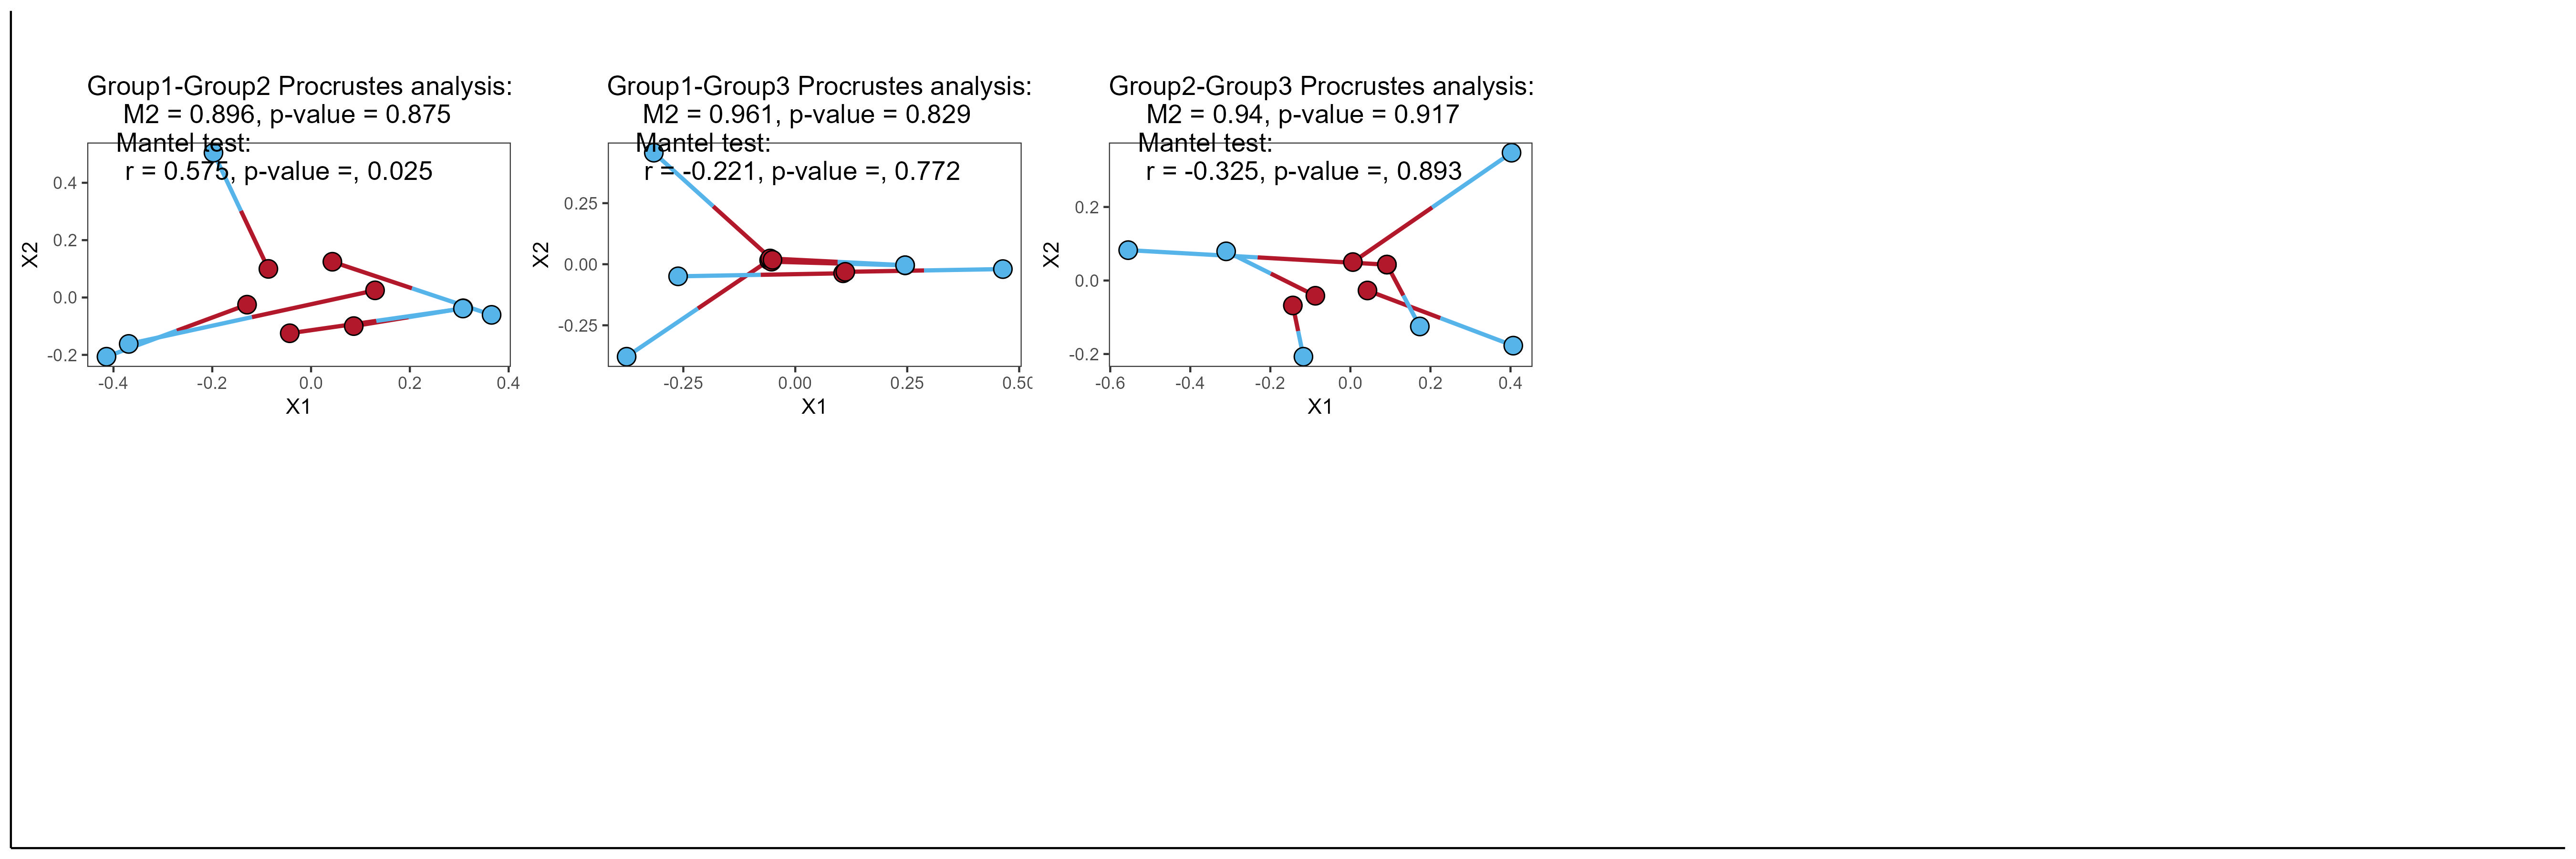 Group1-Group2 Procrustes analysis:
M2 = 0.896, p-value = 0.875
Mantel test:
r = 0.575, p-value =, 0.025
0.4
0.2
0.0
-0.2
X2
-0.4
-0.2
0.0
0.2
0.4
X1
Group1-Group3 Procrustes analysis:
M2 = 0.961, p-value = 0.829
Mantel test:
r = -0.221, p-value =, 0.772
0.25
0.00
-0.25
X2
-0.25
0.00
0.25
0.50
X1
Group2-Group3 Procrustes analysis:
M2 = 0.94, p-value = 0.917
Mantel test:
r = -0.325, p-value =, 0.893
0.2
0.0
-0.2
X2
-0.6
-0.4
-0.2
0.0
0.2
0.4
X1